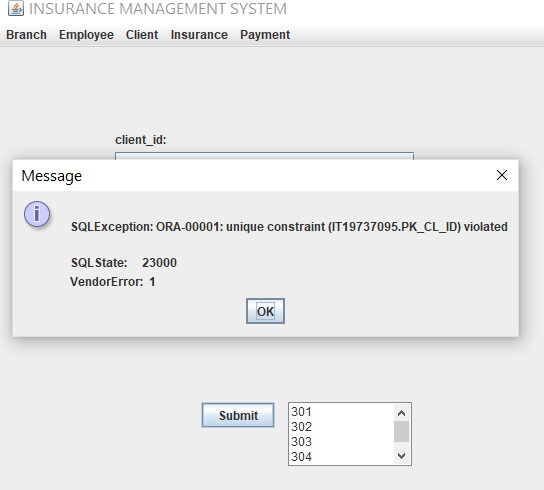 INSURANCE MANAGEMENT SYSTEM
Branch Employee Client Insurance Payment
client_id:
Message
i
SQLException: ORA-00001: unique constraint (IT19737095.PK_CL_ID) violated
SQLState: 23000
VendorError: 1
OK
Submit
301
302
303
304